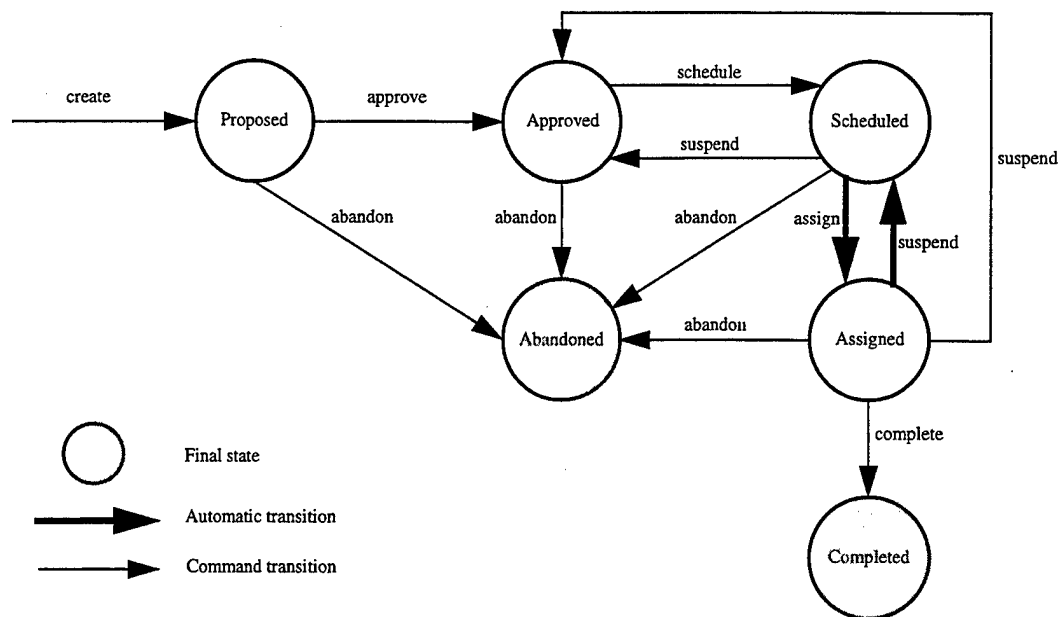 create
Proposed
approve
Approved
schedule
Scheduled
suspend
suspend
abandon
abandon
abandon
assign
suspend
Abandoned
abandon
Assigned
complete
Completed
Final state
Automatic transition
Command transition